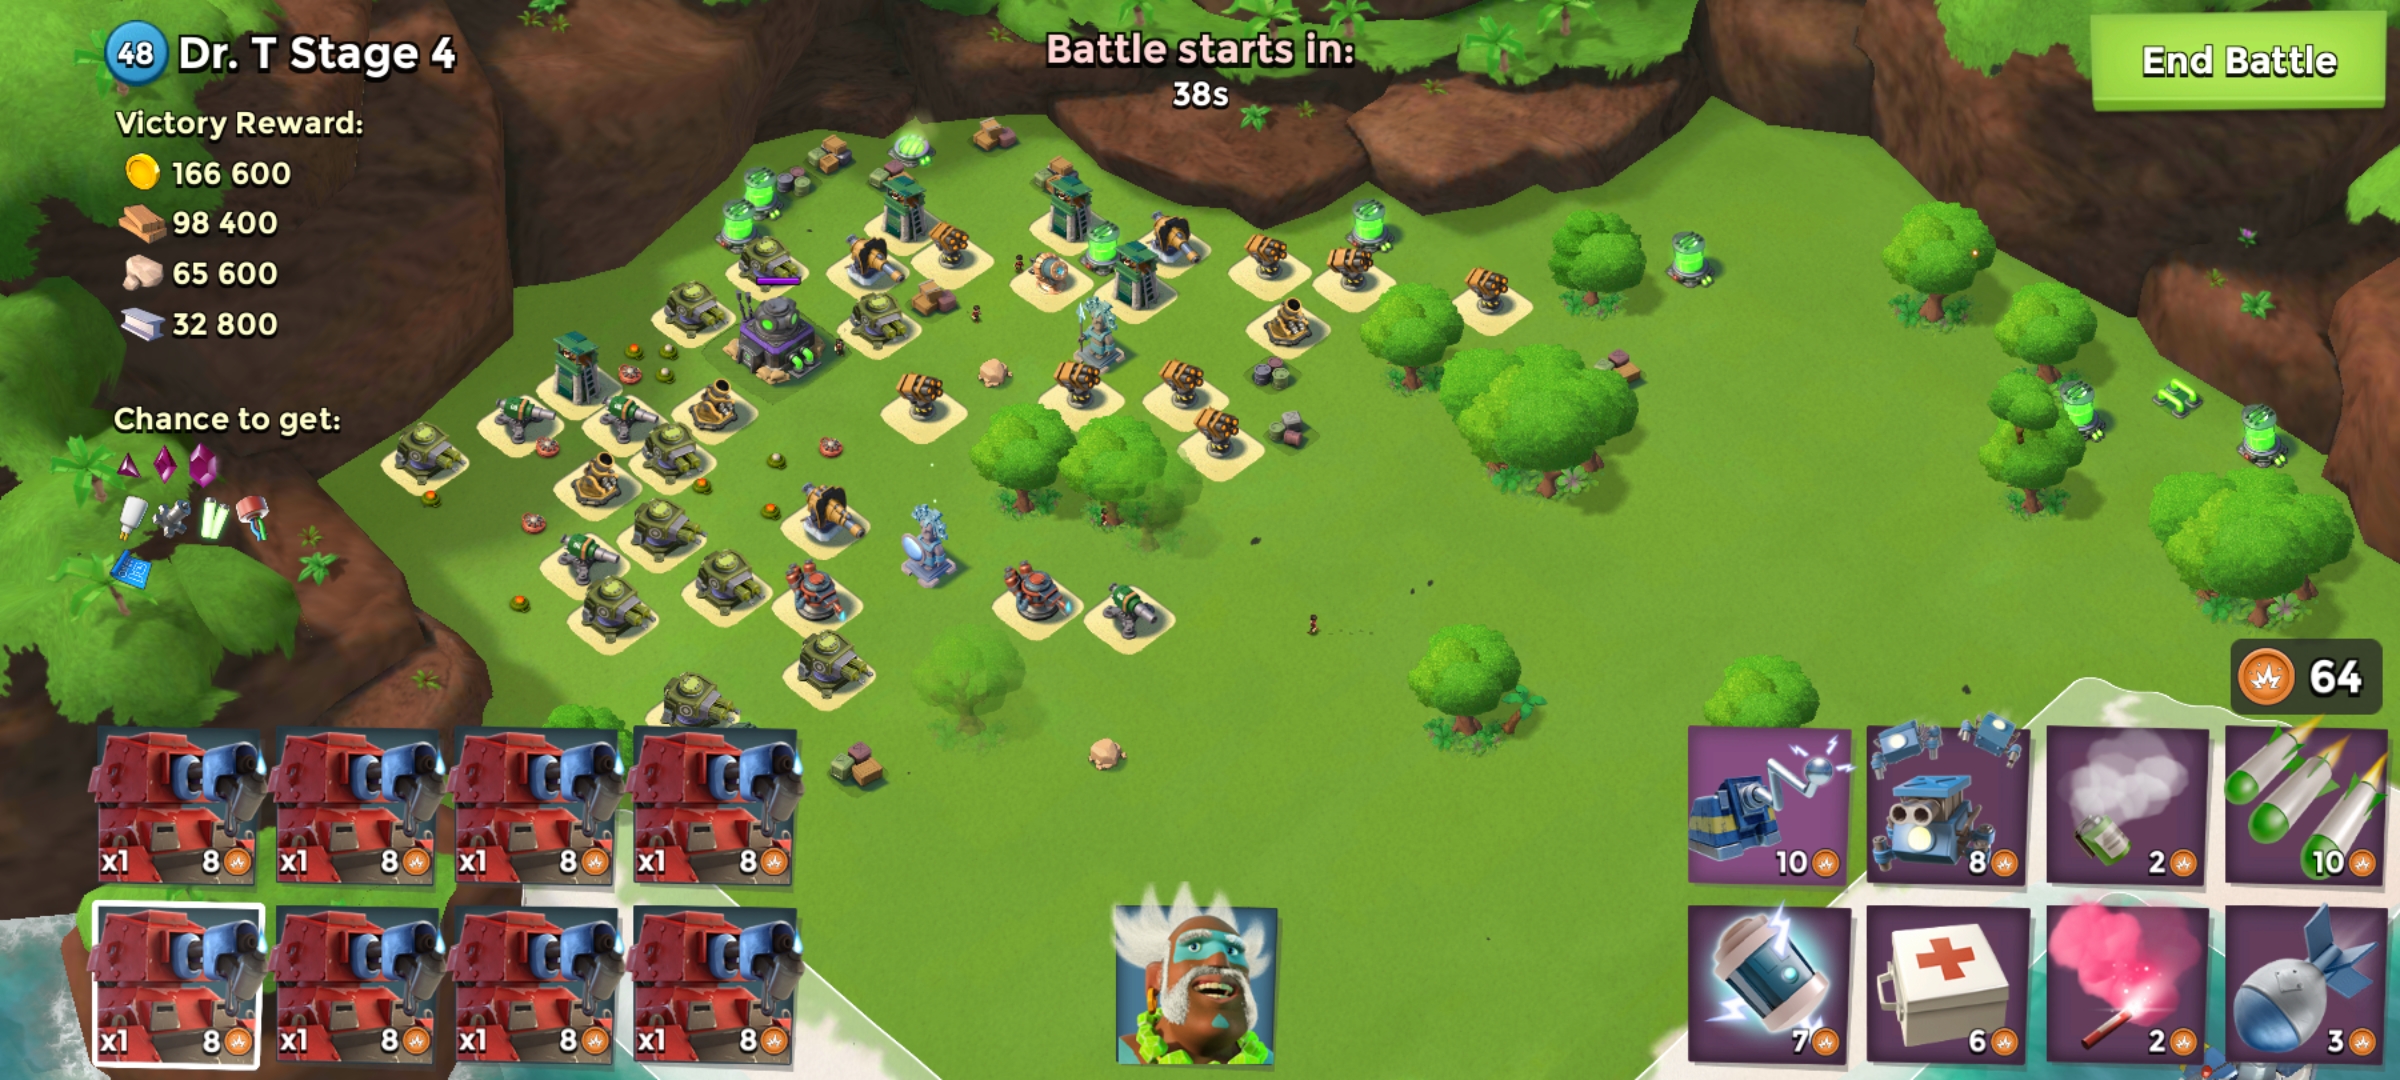 48 Dr. T Stage 4
Victory Reward:
166 600
98 400
65 600
32 800
Chance to get:
Battle starts in:
38s
End Battle
64
x1 8
x1 8
x1 8
x1 8
x1 8
x1 8
x1 8
x1 8
10
8
2
10
7
6
2
3